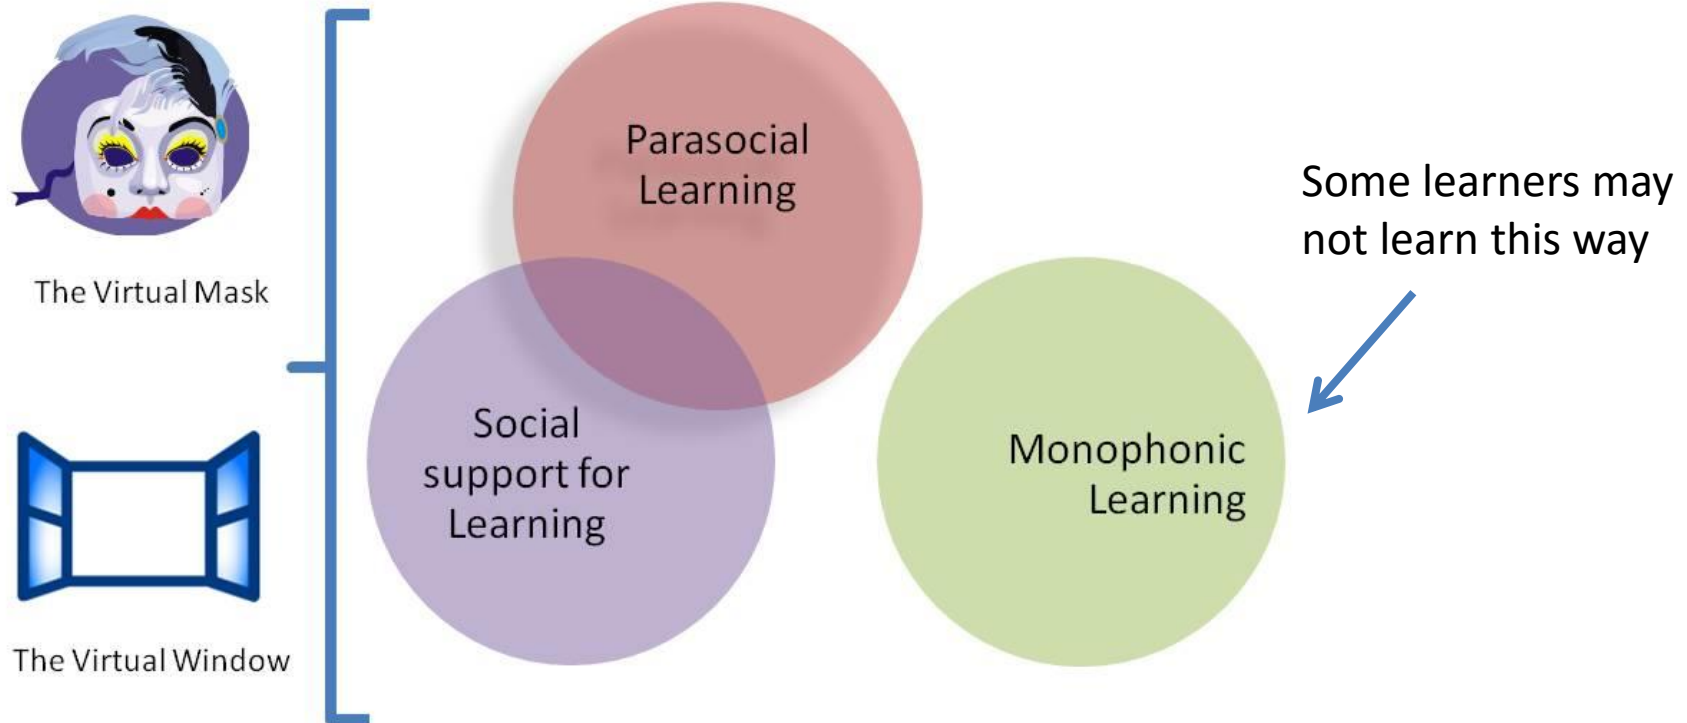 The Virtual Mask
The Virtual Window
Parasocial
Learning
Social
support for
Learning
Monophonic
Learning
Some learners may
not learn this way